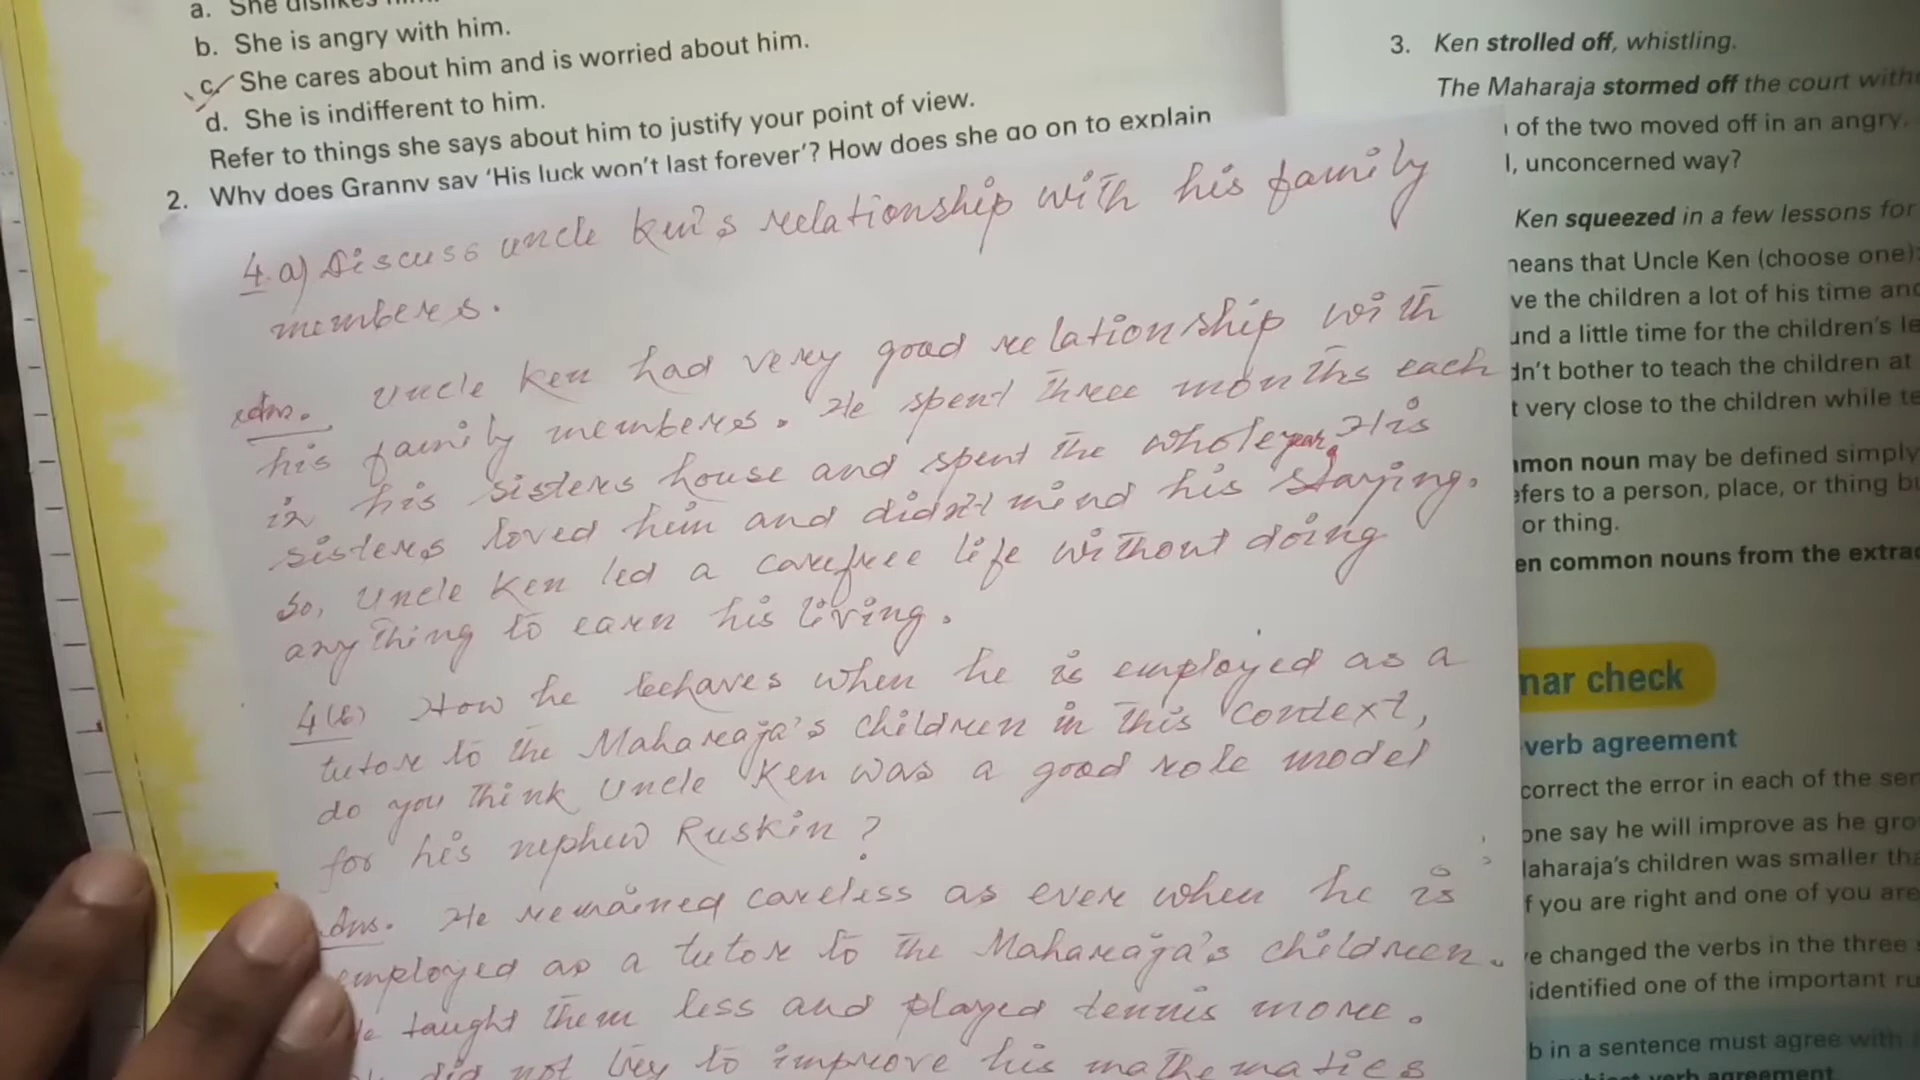 a. She dislikes him.
b. She is angry with him.
c. She cares about him and is worried about him.
d. She is indifferent to him.
Refer to things she says about him to justify your point of view.
2. Why does Granny say 'His luck won't last forever'? How does she go on to explain
4. a) Discuss uncle Ken's relationship with his family
members.
Ans. Uncle Ken had very good relationship with
his family members. He spent three months each
in his sisters house and spent the whole year. His
sisters loved him and didn't mind his staying.
So, Uncle Ken led a carefree life without doing
anything to earn his living.
4(b) How he behaves when he is employed as a
tutor to the Maharaja's children in this context,
do you think Uncle Ken was a good role model
for his nephew Ruskin?
Ans. He remained careless as ever when he is
employed as a tutor to the Maharaja's children.
He taught them less and played tennis more.
did not try to improve his mathematics
3. Ken strolled off, whistling.
The Maharaja stormed off the court with
of the two moved off in an angry.
, unconcerned way?
Ken squeezed in a few lessons for
means that Uncle Ken (choose one):
ve the children a lot of his time and
und a little time for the children's le
dn't bother to teach the children at
t very close to the children while te
mmon noun may be defined simply
efers to a person, place, or thing bu
or thing.
en common nouns from the extrac
mar check
verb agreement
correct the error in each of the sen
one say he will improve as he gro
Maharaja's children was smaller tha
f you are right and one of you are
e changed the verbs in the three s
identified one of the important ru
b in a sentence must agree with
verb agreement